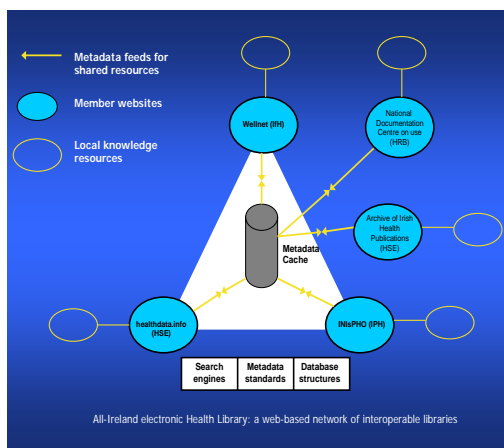 Metadata feeds for
shared resources
Member websites
Local knowledge
resources
Wellnet (IfH)
National
Documentation
Centre on use
(HRB)
Archive of Irish
Health
Publications
(HSE)
Metadata
Cache
healthdata.info
(HSE)
INIsPHO (IPH)
Search
engines
Metadata
standards
Database
structures
All-Ireland electronic Health Library: a web-based network of interoperable libraries